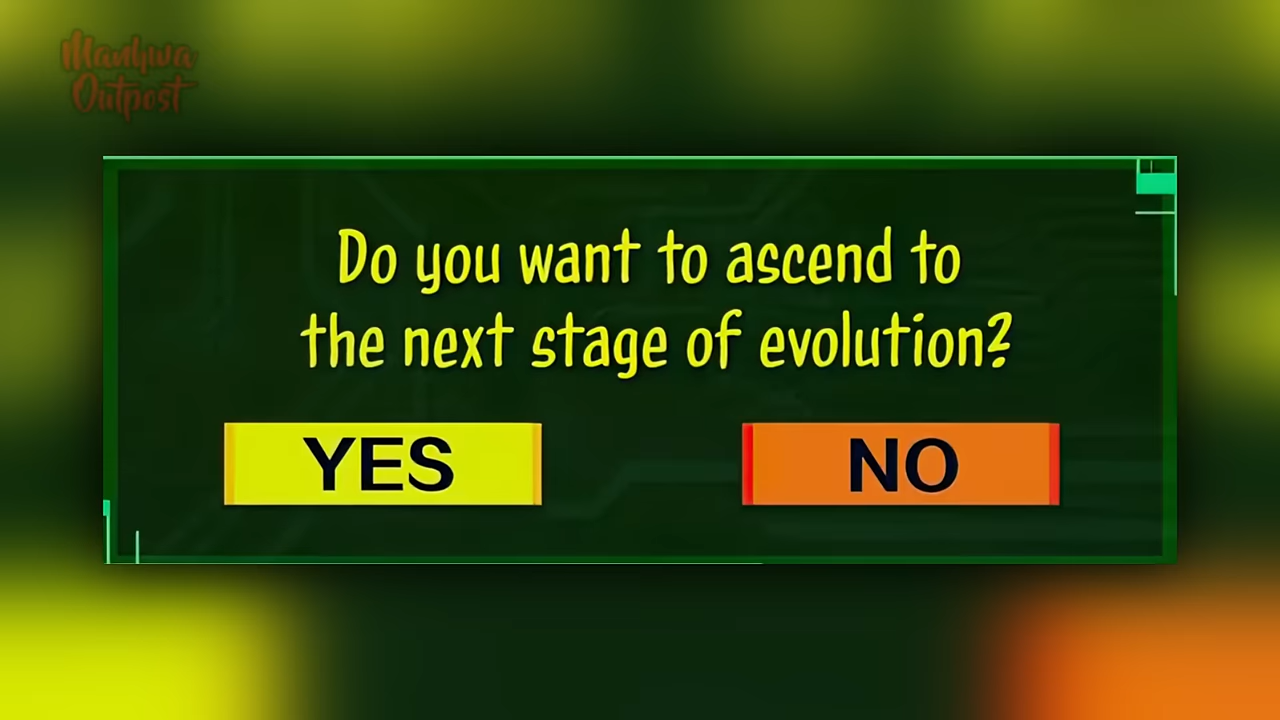 Manhwa
Outpost
Do you want to ascend to
the next stage of evolution?
YES
NO